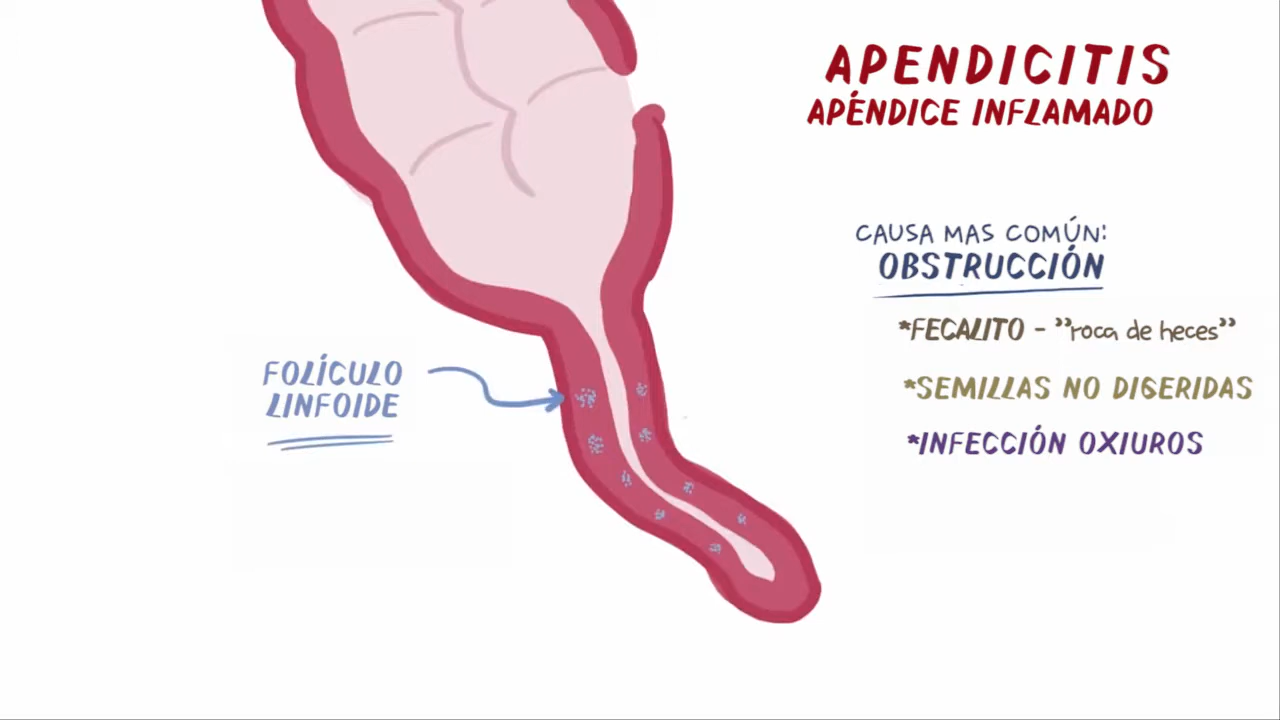 APENDICITIS
APÉNDICE INFLAMADO
CAUSA MAS COMÚN:
OBSTRUCCIÓN
*FECALITO - "roca de heces"
*SEMILLAS NO DIGERIDAS
*INFECCIÓN OXIUROS
FOLÍCULO
LINFOIDE